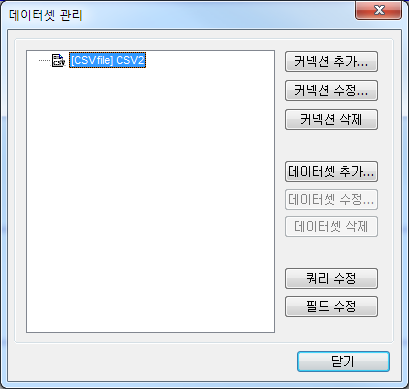 데이터셋 관리
[CSVfile] CSV2
커넥션 추가...
커넥션 수정...
커넥션 삭제
데이터셋 추가...
데이터셋 수정...
데이터셋 삭제
쿼리 수정
필드 수정
닫기